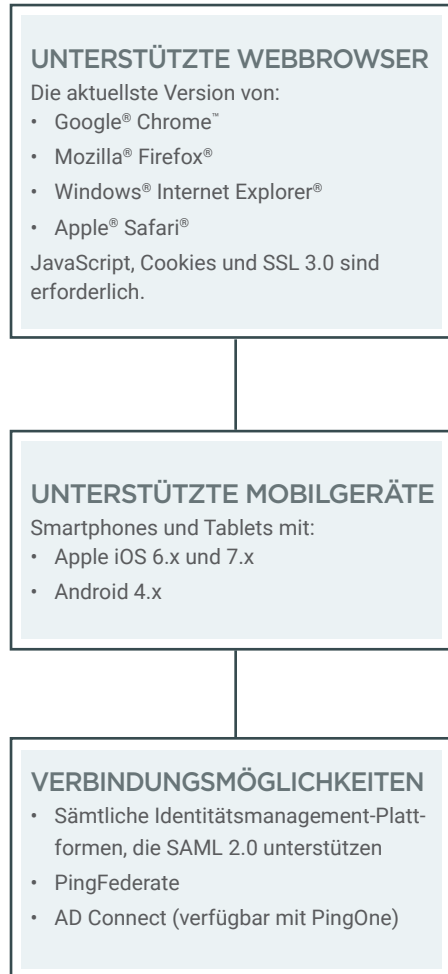 UNTERSTÜTZTE WEBBROWSER
Die aktuellste Version von:
• Google® Chrome™
• Mozilla® Firefox®
• Windows® Internet Explorer®
• Apple® Safari®
JavaScript, Cookies und SSL 3.0 sind
erforderlich.
UNTERSTÜTZTE MOBILGERÄTE
Smartphones und Tablets mit:
• Apple iOS 6.x und 7.x
• Android 4.x
VERBINDUNGSMÖGLICHKEITEN
• Sämtliche Identitätsmanagement-Platt-
formen, die SAML 2.0 unterstützen
• PingFederate
• AD Connect (verfügbar mit PingOne)